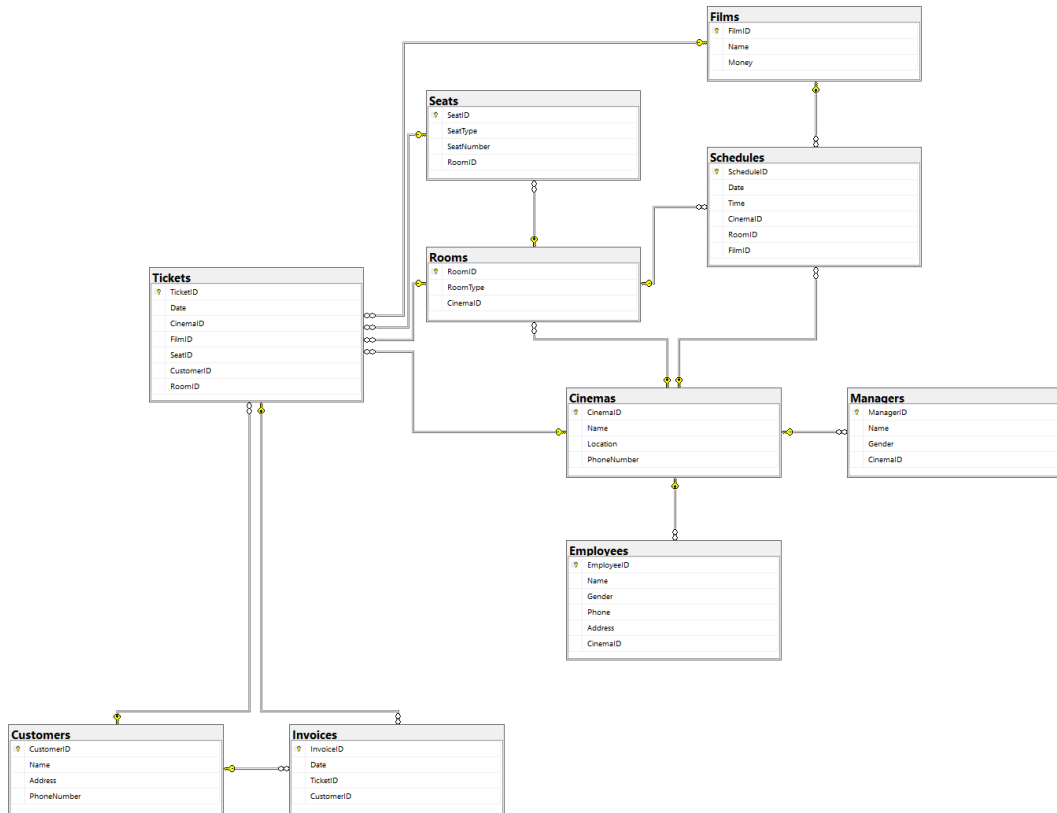 Films
FilmID
Name
Money
Seats
SeatID
SeatType
SeatNumber
RoomID
Schedules
ScheduleID
Date
Time
CinemaID
RoomID
FilmID
Rooms
RoomID
RoomType
CinemaID
Tickets
TicketID
Date
CinemaID
FilmID
SeatID
CustomerID
RoomID
Cinemas
CinemaID
Name
Location
PhoneNumber
Managers
ManagerID
Name
Gender
CinemaID
Employees
EmployeeID
Name
Gender
Phone
Address
CinemaID
Customers
CustomerID
Name
Address
PhoneNumber
Invoices
InvoiceID
Date
TicketID
CustomerID